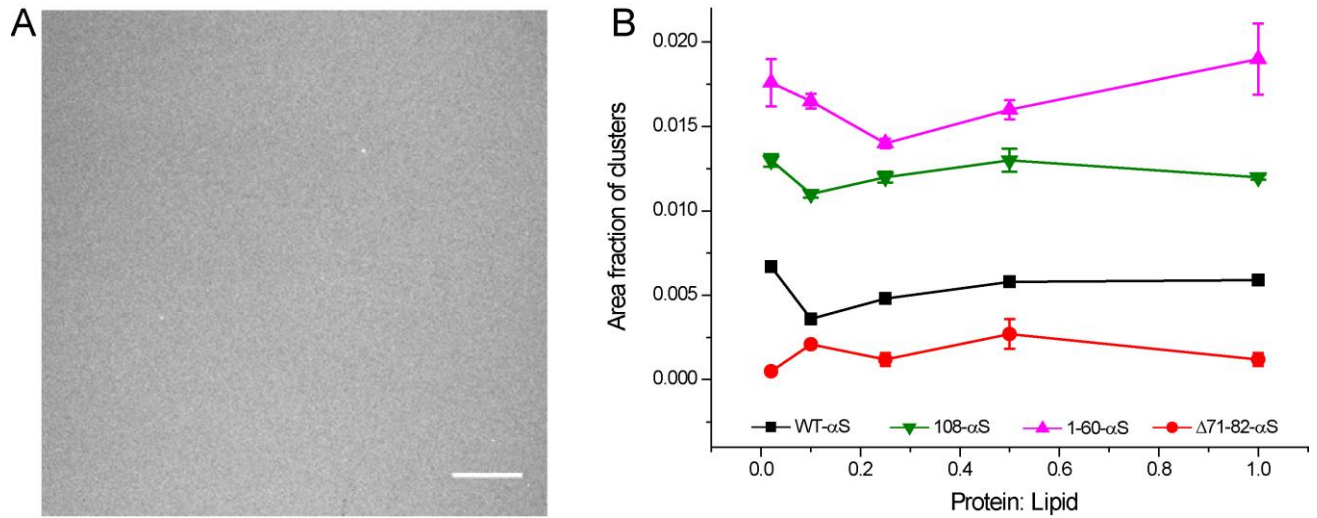 A
B
Area fraction of clusters
0.020
0.015
0.010
0.005
0.000
WT-αS 108-αS 1-60-αS Δ71-82-αS
0.0 0.2 0.4 0.6 0.8 1.0
Protein: Lipid